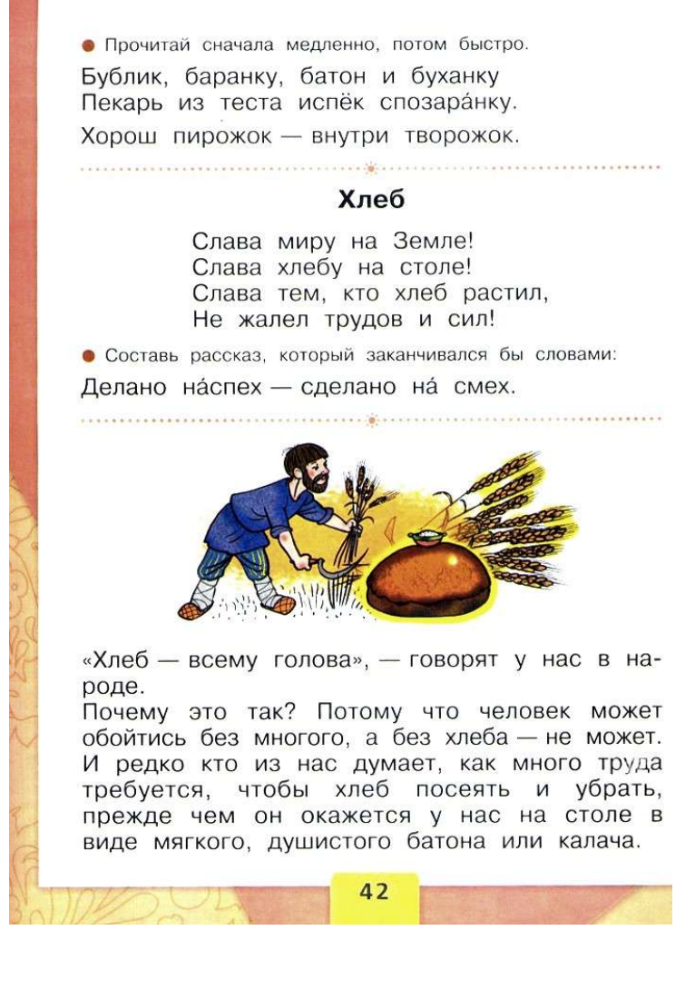 Прочитай сначала медленно, потом быстро.
Бублик, баранку, батон и буханку
Пекарь из теста испёк спозара́нку.
Хорош пирожок — внутри творожок.
Хлеб
Слава миру на Земле!
Слава хлебу на столе!
Слава тем, кто хлеб растил,
Не жалел трудов и сил!
Составь рассказ, который заканчивался бы словами:
Делано на́спех — сделано на́ смех.
«Хлеб — всему голова», — говорят у нас в на-
роде.
Почему это так? Потому что человек может
обойтись без многого, а без хлеба — не может.
И редко кто из нас думает, как много труда
требуется, чтобы хлеб посеять и убрать,
прежде чем он окажется у нас на столе в
виде мягкого, душистого батона или калача.
42